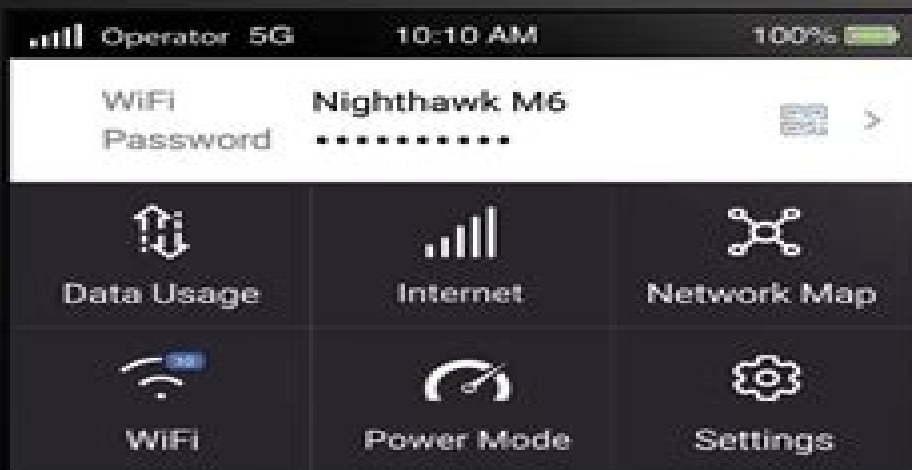 Operator 5G 10:10 AM 100%
WiFi Nighthawk M6
Password ••••••••••
Data Usage Internet Network Map
WiFi Power Mode Settings